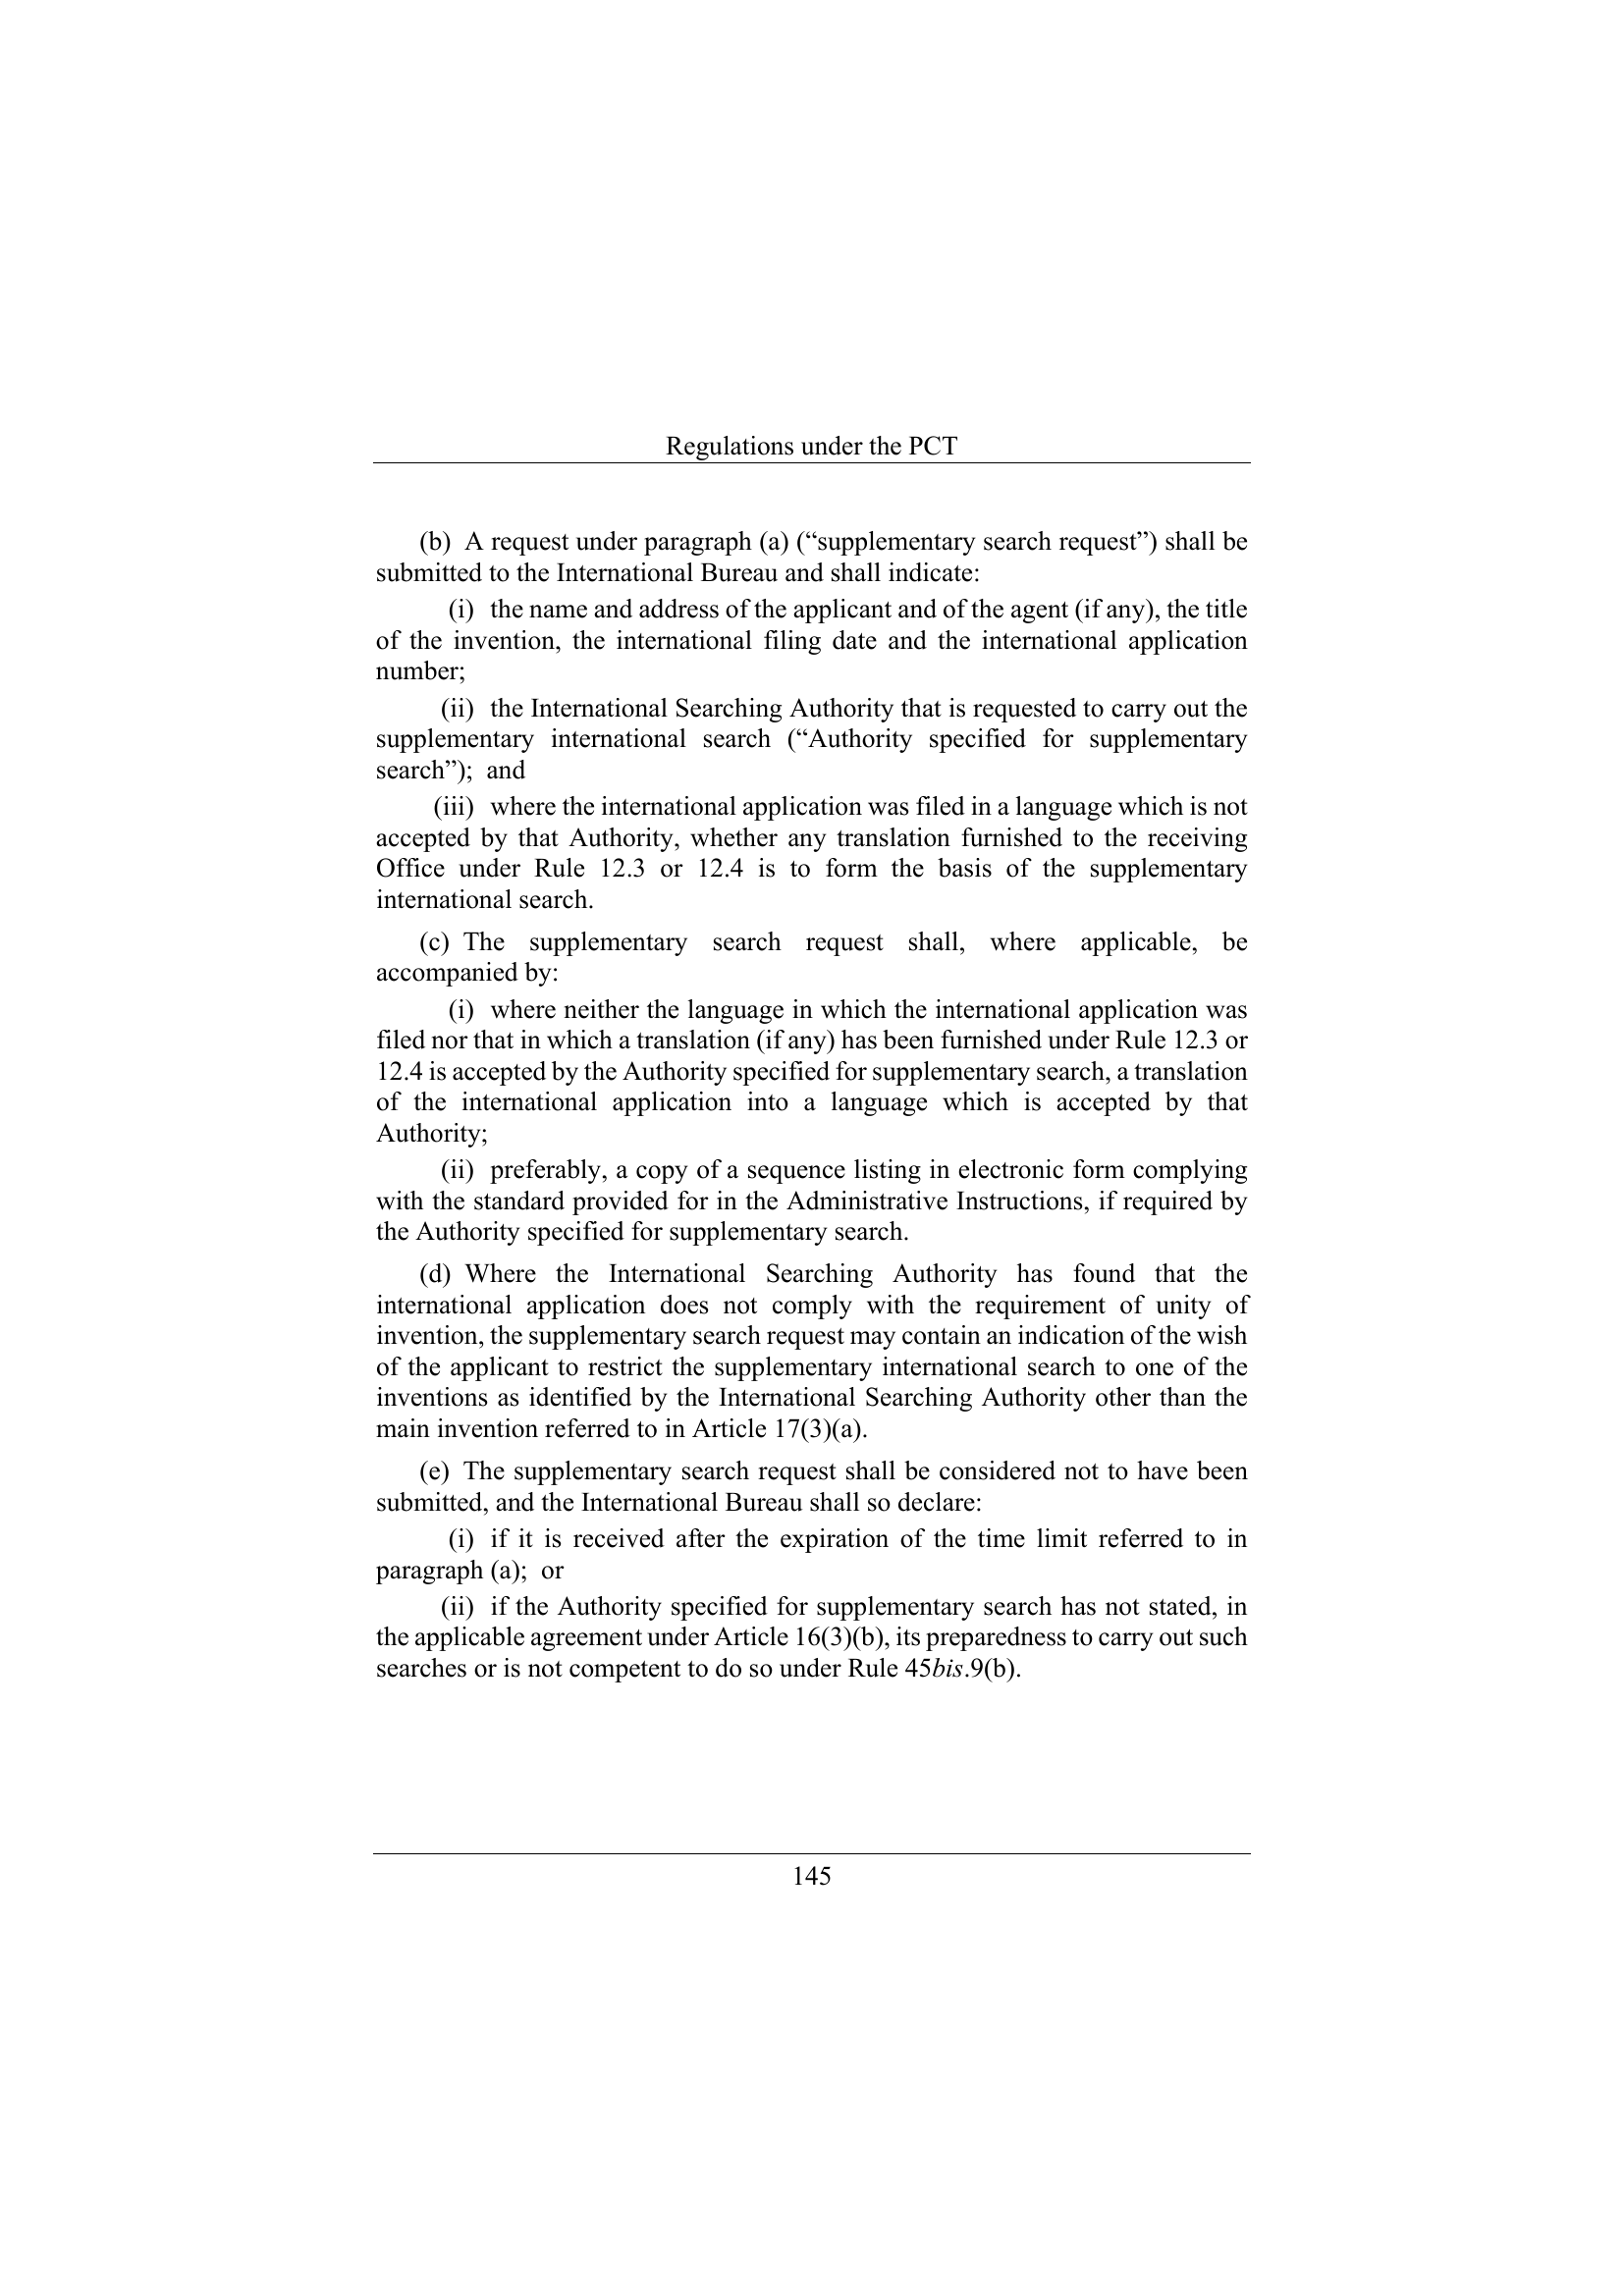 Regulations under the PCT
(b) A request under paragraph (a) (“supplementary search request”) shall be
submitted to the International Bureau and shall indicate:
(i) the name and address of the applicant and of the agent (if any), the title
of the invention, the international filing date and the international application
number;
(ii) the International Searching Authority that is requested to carry out the
supplementary international search (“Authority specified for supplementary
search”); and
(iii) where the international application was filed in a language which is not
accepted by that Authority, whether any translation furnished to the receiving
Office under Rule 12.3 or 12.4 is to form the basis of the supplementary
international search.
(c) The supplementary search request shall, where applicable, be
accompanied by:
(i) where neither the language in which the international application was
filed nor that in which a translation (if any) has been furnished under Rule 12.3 or
12.4 is accepted by the Authority specified for supplementary search, a translation
of the international application into a language which is accepted by that
Authority;
(ii) preferably, a copy of a sequence listing in electronic form complying
with the standard provided for in the Administrative Instructions, if required by
the Authority specified for supplementary search.
(d) Where the International Searching Authority has found that the
international application does not comply with the requirement of unity of
invention, the supplementary search request may contain an indication of the wish
of the applicant to restrict the supplementary international search to one of the
inventions as identified by the International Searching Authority other than the
main invention referred to in Article 17(3)(a).
(e) The supplementary search request shall be considered not to have been
submitted, and the International Bureau shall so declare:
(i) if it is received after the expiration of the time limit referred to in
paragraph (a); or
(ii) if the Authority specified for supplementary search has not stated, in
the applicable agreement under Article 16(3)(b), its preparedness to carry out such
searches or is not competent to do so under Rule 45bis.9(b).
145